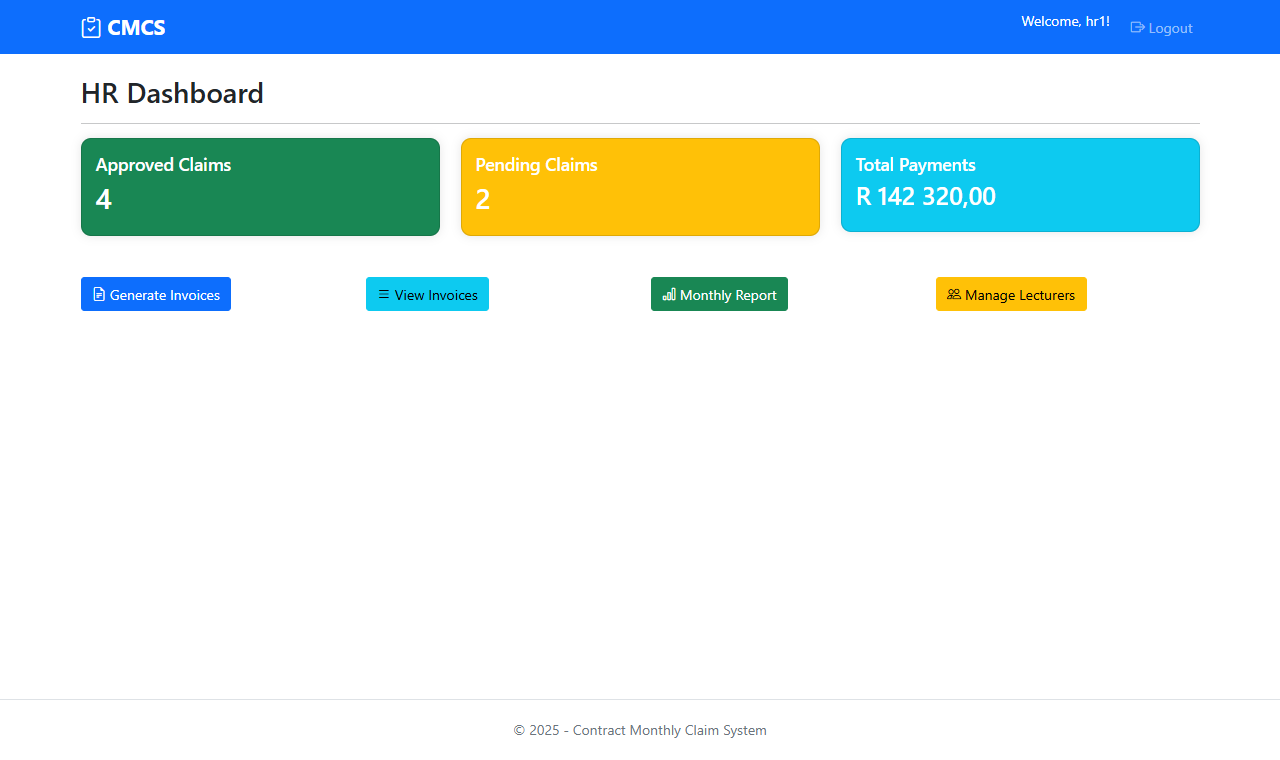 CMCS
Welcome, hr1!
Logout
HR Dashboard
Approved Claims
4
Pending Claims
2
Total Payments
R 142 320,00
Generate Invoices
View Invoices
Monthly Report
Manage Lecturers
© 2025 - Contract Monthly Claim System